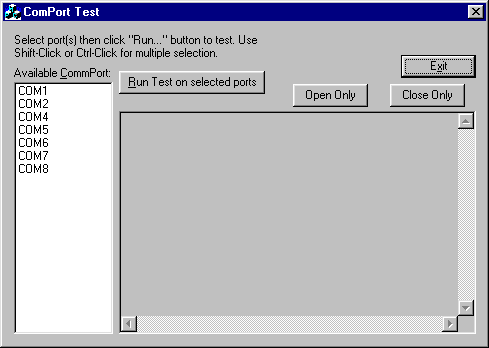 ComPort Test
Select port(s) then click "Run..." button to test. Use
Shift-Click or Ctrl-Click for multiple selection.
Exit
Available CommPort:
Run Test on selected ports
Open Only
Close Only
COM1
COM2
COM4
COM5
COM6
COM7
COM8